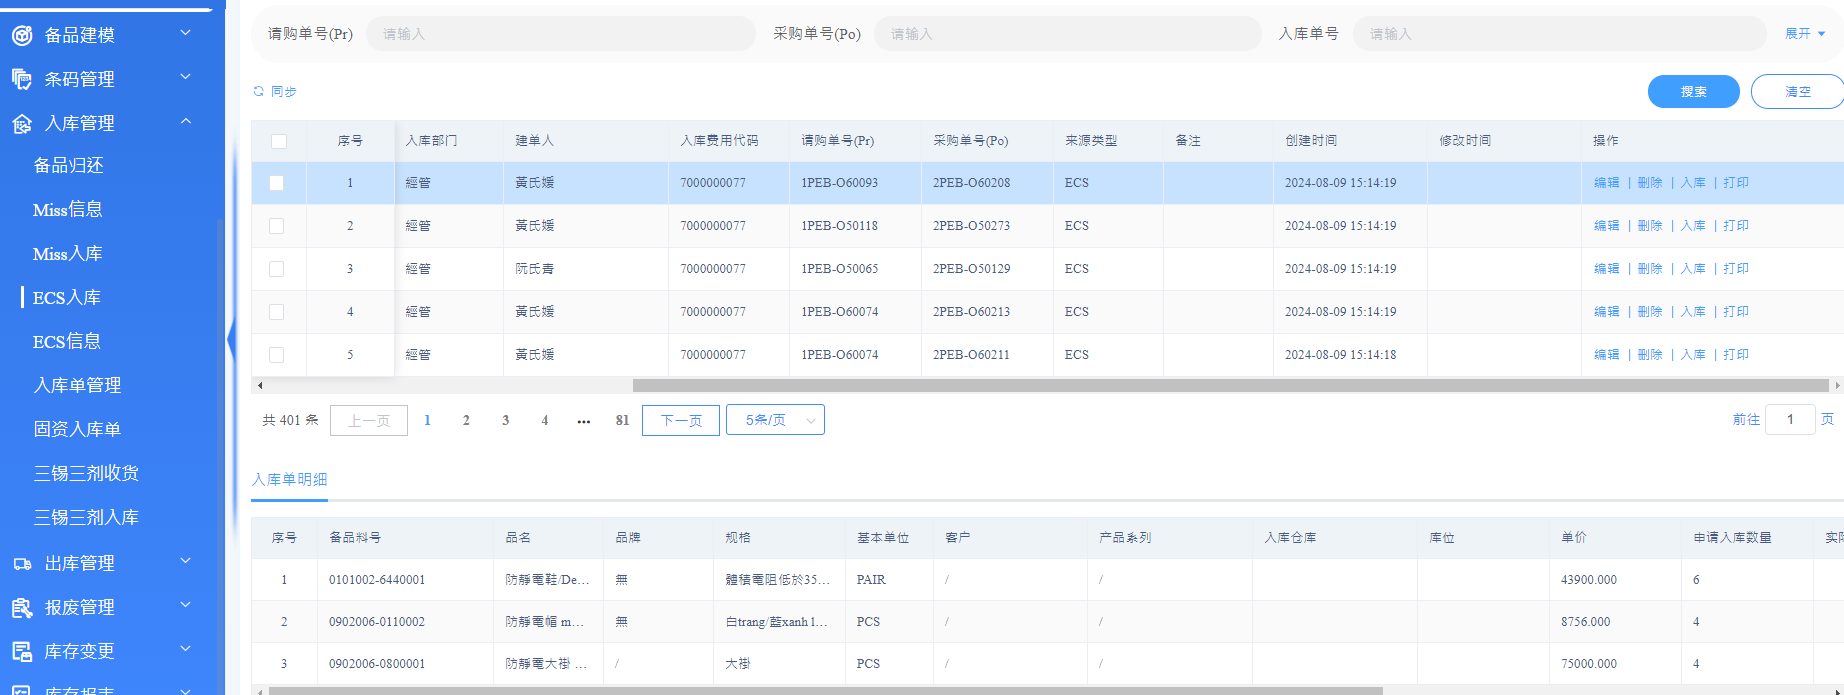 备品建模
条码管理
入库管理
备品归还
Miss信息
Miss入库
ECS入库
ECS信息
入库单管理
固资入库单
三锡三剂收货
三锡三剂入库
出库管理
报废管理
库存变更
库存报表
请购单号(Pr) 请输入 采购单号(Po) 请输入 入库单号 请输入 展开
同步 搜索 清空
序号 入库部门 建单人 入库费用代码 请购单号(Pr) 采购单号(Po) 来源类型 备注 创建时间 修改时间 操作
1 經管 黃氏媛 7000000077 1PEB-O60093 2PEB-O60208 ECS 2024-08-09 15:14:19 编辑 | 删除 | 入库 | 打印
2 經管 黃氏媛 7000000077 1PEB-O50118 2PEB-O50273 ECS 2024-08-09 15:14:19 编辑 | 删除 | 入库 | 打印
3 經管 阮氏青 7000000077 1PEB-O50065 2PEB-O50129 ECS 2024-08-09 15:14:19 编辑 | 删除 | 入库 | 打印
4 經管 黃氏媛 7000000077 1PEB-O60074 2PEB-O60213 ECS 2024-08-09 15:14:19 编辑 | 删除 | 入库 | 打印
5 經管 黃氏媛 7000000077 1PEB-O60074 2PEB-O60211 ECS 2024-08-09 15:14:18 编辑 | 删除 | 入库 | 打印
共 401 条 上一页 1 2 3 4 ... 81 下一页 5条/页 前往 1 页
入库单明细
序号 备品料号 品名 品牌 规格 基本单位 客户 产品系列 入库仓库 库位 单价 申请入库数量
1 0101002-6440001 防靜電鞋/De... 無 體積電阻低於35... PAIR / / 43900.000 6
2 0902006-0110002 防靜電帽 m... 無 白trang/藍xanh l... PCS / / 8756.000 4
3 0902006-0800001 防靜電大褂 ... / 大褂 PCS / / 75000.000 4